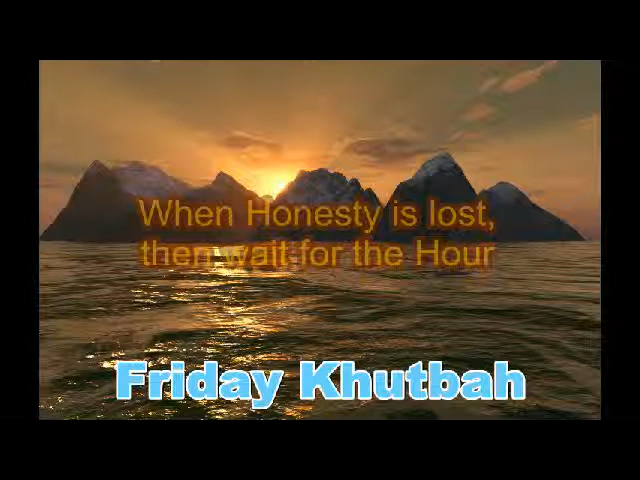 When Honesty is lost,
then wait for the Hour
Friday Khutbah